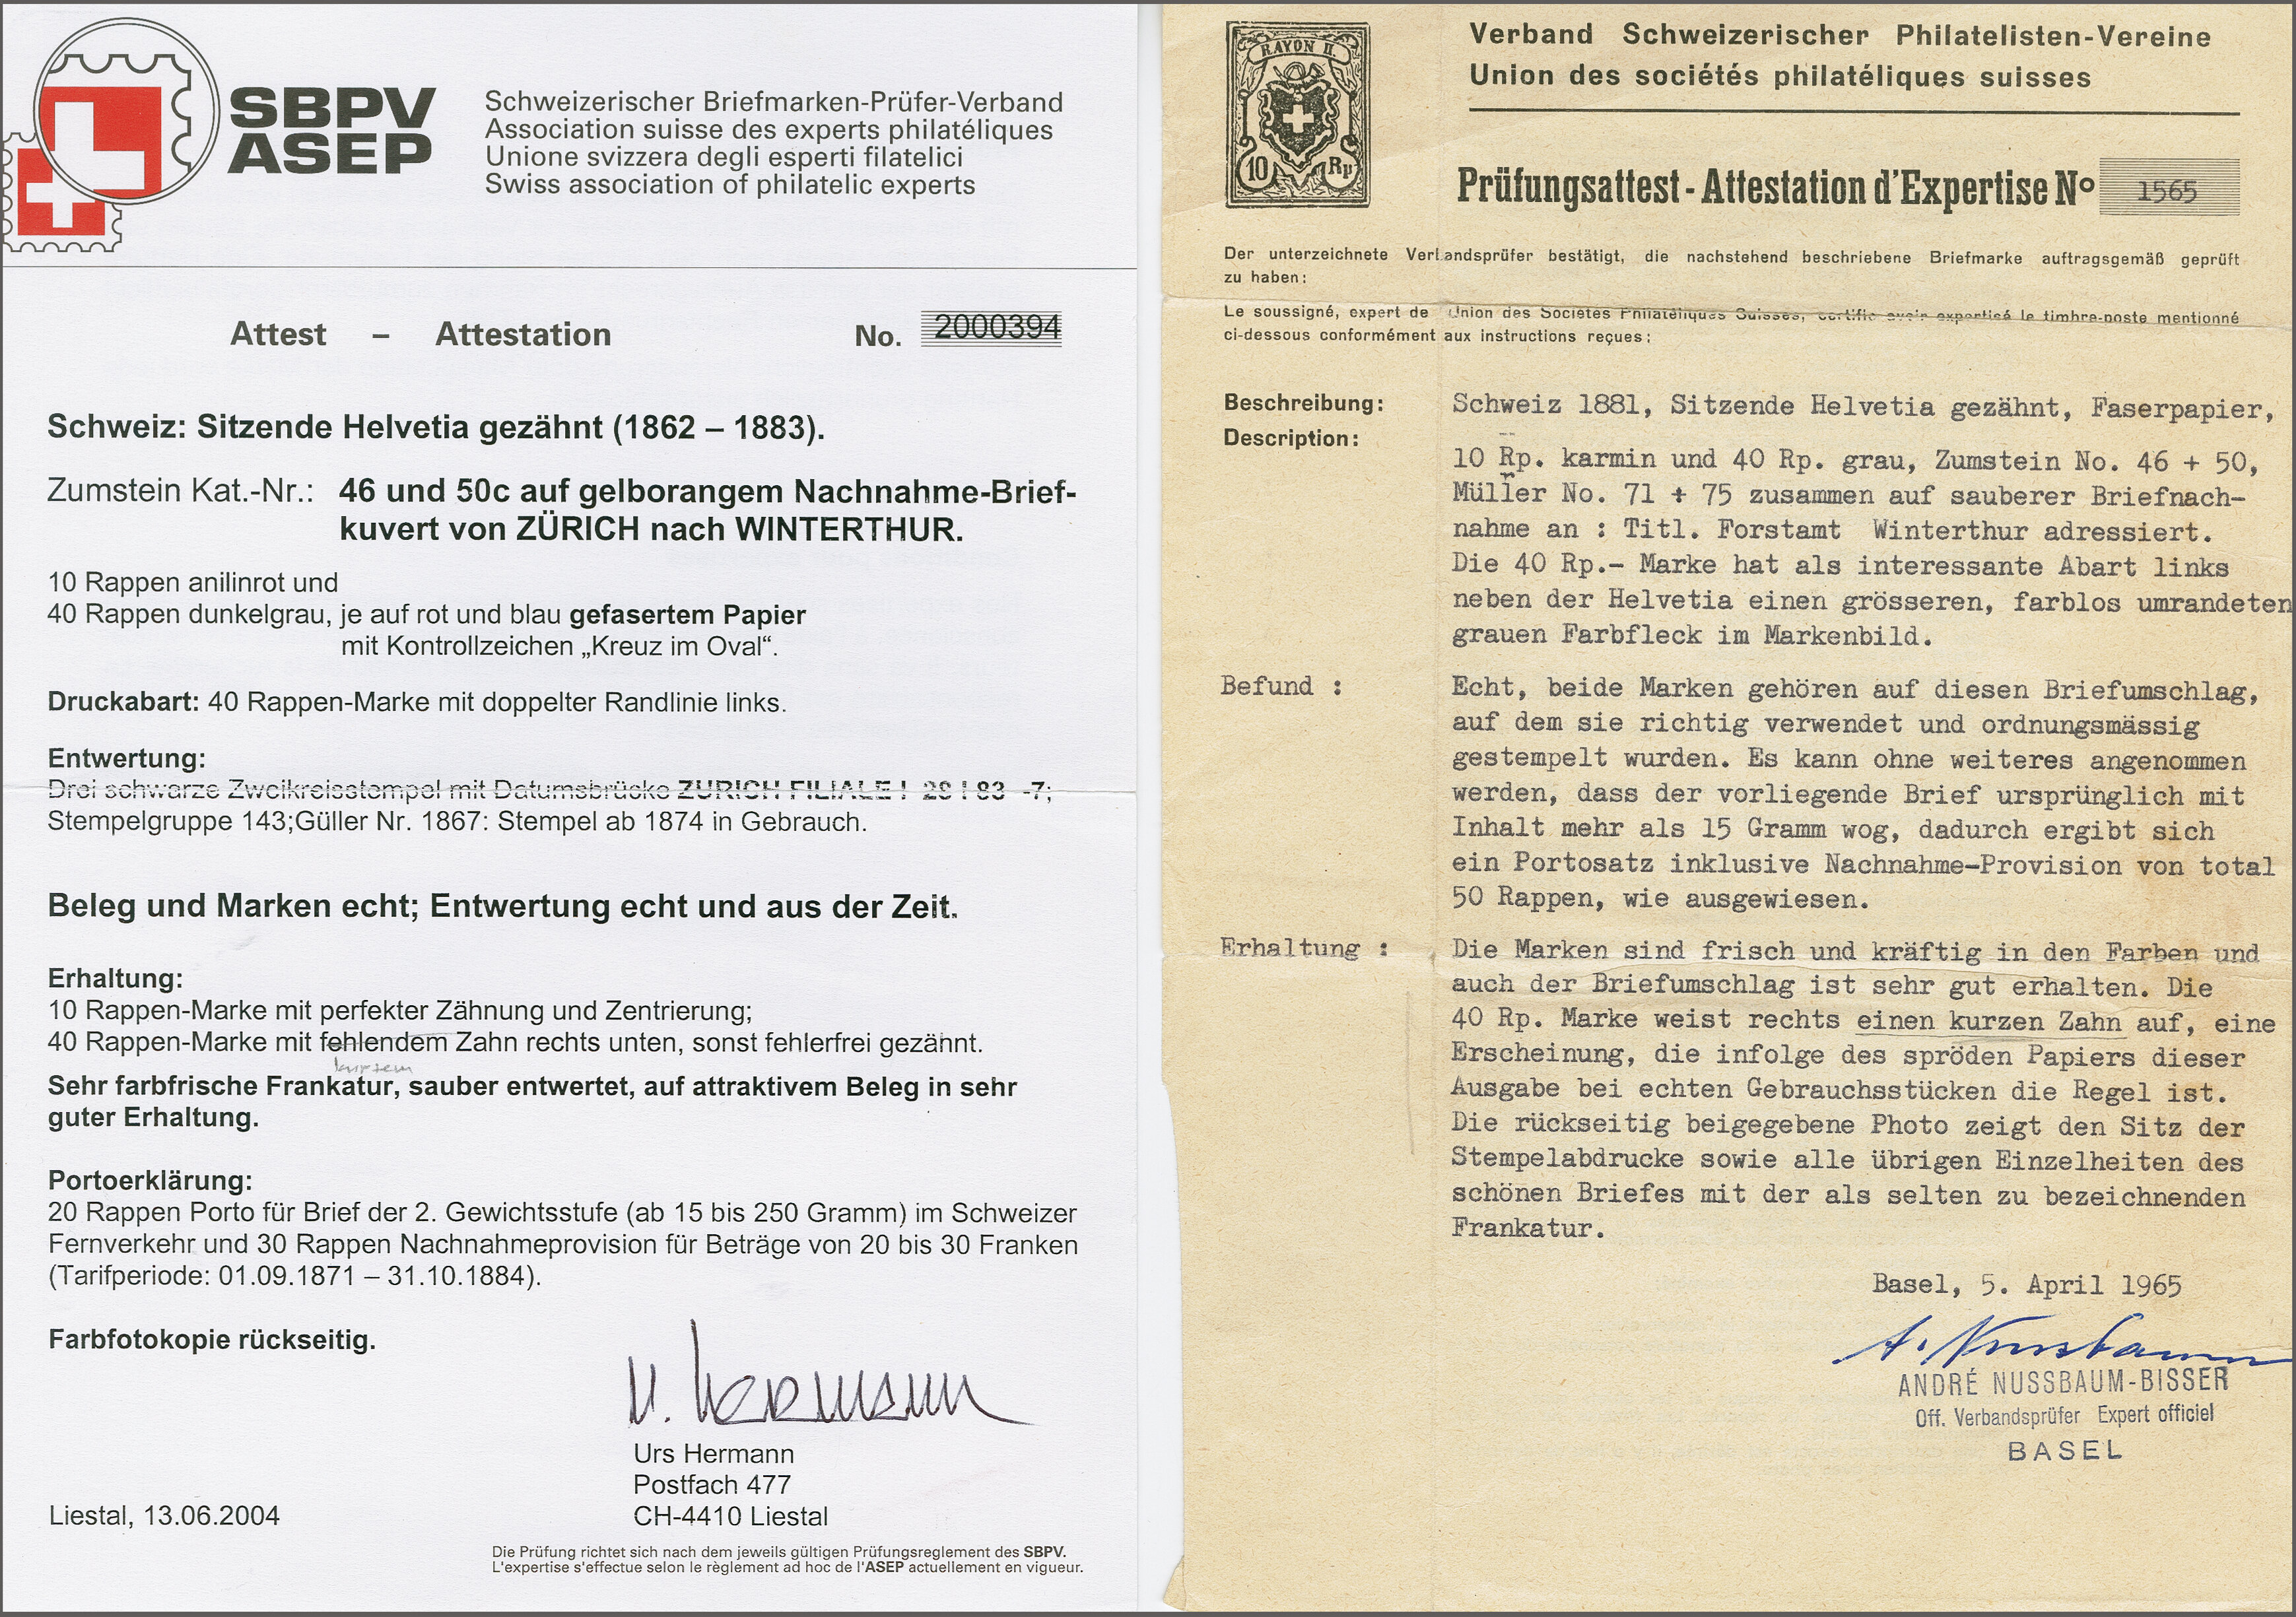 SBPV
ASEP
Schweizerischer Briefmarken-Prüfer-Verband
Association suisse des experts philatéliques
Unione svizzera degli esperti filatelici
Swiss association of philatelic experts
Attest – Attestation No. 2000394
Schweiz: Sitzende Helvetia gezähnt (1862 – 1883).
Zumstein Kat.-Nr.: 46 und 50c auf gelborangem Nachnahme-Brief-
kuvert von ZÜRICH nach WINTERTHUR.
10 Rappen anilinrot und
40 Rappen dunkelgrau, je auf rot und blau gefasertem Papier
mit Kontrollzeichen „Kreuz im Oval“.
Druckabart: 40 Rappen-Marke mit doppelter Randlinie links.
Entwertung:
Drei schwarze Zweikreisstempel mit Datumsbrücke ZÜRICH FILIALE I 28 I 83 -7;
Stempelgruppe 143;Güller Nr. 1867: Stempel ab 1874 in Gebrauch.
Beleg und Marken echt; Entwertung echt und aus der Zeit.
Erhaltung:
10 Rappen-Marke mit perfekter Zähnung und Zentrierung;
40 Rappen-Marke mit fehlendem Zahn rechts unten, sonst fehlerfrei gezähnt.
kurzem
Sehr farbfrische Frankatur, sauber entwertet, auf attraktivem Beleg in sehr
guter Erhaltung.
Portoerklärung:
20 Rappen Porto für Brief der 2. Gewichtsstufe (ab 15 bis 250 Gramm) im Schweizer
Fernverkehr und 30 Rappen Nachnahmeprovision für Beträge von 20 bis 30 Franken
(Tarifperiode: 01.09.1871 – 31.10.1884).
Farbfotokopie rückseitig.
U. Hermann
Urs Hermann
Postfach 477
CH-4410 Liestal
Liestal, 13.06.2004
Die Prüfung richtet sich nach dem jeweils gültigen Prüfungsreglement des SBPV.
L'expertise s'effectue selon le règlement ad hoc de l'ASEP actuellement en vigueur.
RAYON II.
10 Rp
Verband Schweizerischer Philatelisten-Vereine
Union des sociétés philatéliques suisses
Prüfungsattest - Attestation d'Expertise No 1565
Der unterzeichnete Verbandsprüfer bestätigt, die nachstehend beschriebene Briefmarke auftragsgemäß geprüft
zu haben:
Le soussigné, expert de Union des Sociétés Philatéliques Suisses, certifie avoir expertisé le timbre-poste mentionné
ci-dessous conformément aux instructions reçues:
Beschreibung: Schweiz 1881, Sitzende Helvetia gezähnt, Faserpapier,
Description:
10 Rp. karmin und 40 Rp. grau, Zumstein No. 46 + 50,
Müller No. 71 + 75 zusammen auf sauberer Briefnach-
nahme an : Titl. Forstamt Winterthur adressiert.
Die 40 Rp.- Marke hat als interessante Abart links
neben der Helvetia einen grösseren, farblos umrandeten
grauen Farbfleck im Markenbild.
Befund : Echt, beide Marken gehören auf diesen Briefumschlag,
auf dem sie richtig verwendet und ordnungsmässig
gestempelt wurden. Es kann ohne weiteres angenommen
werden, dass der vorliegende Brief ursprünglich mit
Inhalt mehr als 15 Gramm wog, dadurch ergibt sich
ein Portosatz inklusive Nachnahme-Provision von total
50 Rappen, wie ausgewiesen.
Erhaltung : Die Marken sind frisch und kräftig in den Farben und
auch der Briefumschlag ist sehr gut erhalten. Die
40 Rp. Marke weist rechts einen kurzen Zahn auf, eine
Erscheinung, die infolge des spröden Papiers dieser
Ausgabe bei echten Gebrauchsstücken die Regel ist.
Die rückseitig beigegebene Photo zeigt den Sitz der
Stempelabdrucke sowie alle übrigen Einzelheiten des
schönen Briefes mit der als selten zu bezeichnenden
Frankatur.
Basel, 5. April 1965
A. Nussbaum
ANDRÉ NUSSBAUM-BISSER
Off. Verbandsprüfer Expert officiel
BASEL